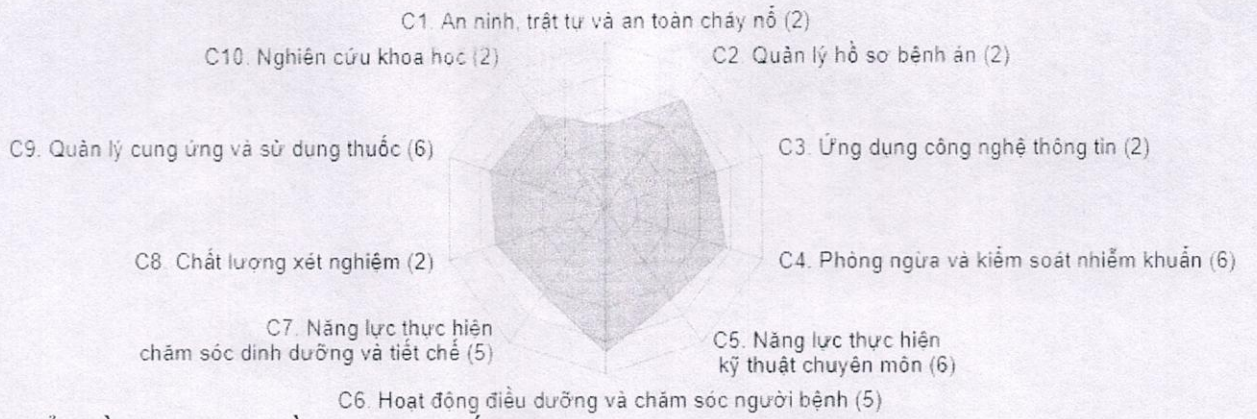 C1. An ninh, trật tự và an toàn cháy nổ (2)
C10. Nghiên cứu khoa học (2)
C2. Quản lý hồ sơ bệnh án (2)
C9. Quản lý cung ứng và sử dụng thuốc (6)
C3. Ứng dụng công nghệ thông tin (2)
C8. Chất lượng xét nghiệm (2)
C4. Phòng ngừa và kiểm soát nhiễm khuẩn (6)
C7. Năng lực thực hiện
chăm sóc dinh dưỡng và tiết chế (5)
C5. Năng lực thực hiện
kỹ thuật chuyên môn (6)
C6. Hoạt động điều dưỡng và chăm sóc người bệnh (5)